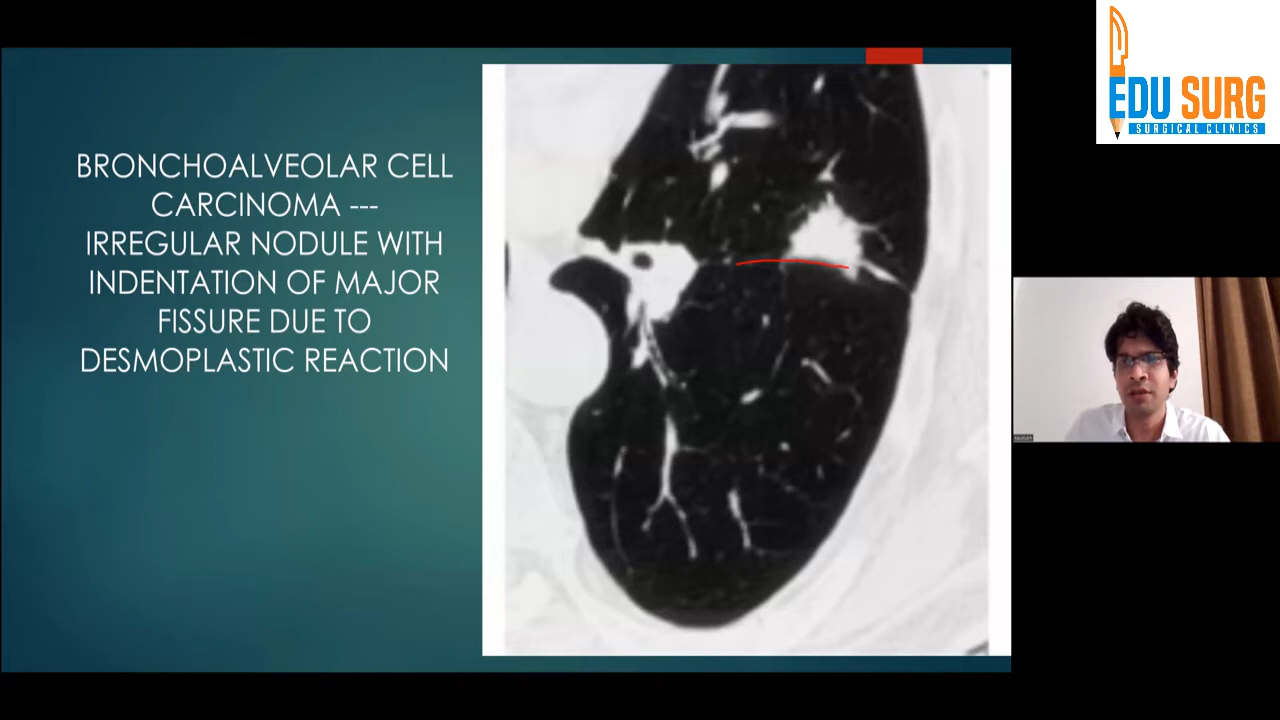 BRONCHOALVEOLAR CELL
CARCINOMA ---
IRREGULAR NODULE WITH
INDENTATION OF MAJOR
FISSURE DUE TO
DESMOPLASTIC REACTION
EDU SURG
SURGICAL CLINICS